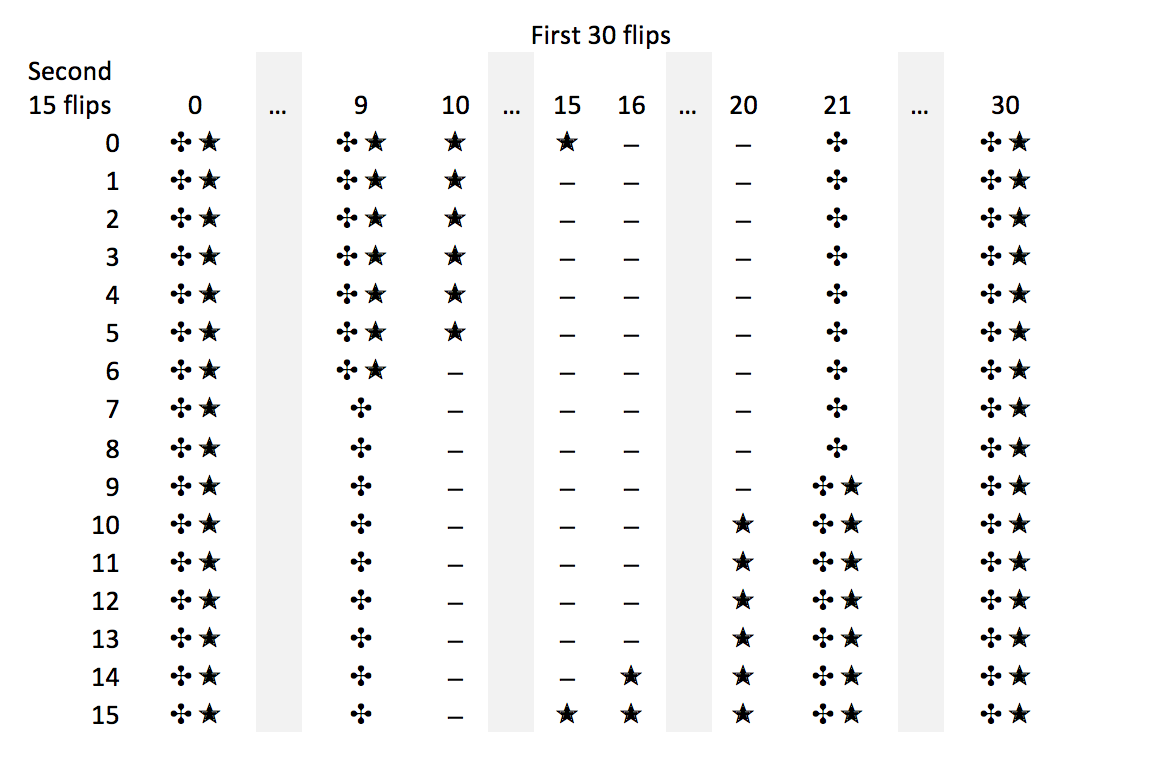 First 30 flips
Second
15 flips 0 ... 9 10 ... 15 16 ... 20 21 ... 30
0 ✣ ★ ✣ ★ ★ ★ – – ✣ ✣ ★
1 ✣ ★ ✣ ★ ★ – – – ✣ ✣ ★
2 ✣ ★ ✣ ★ ★ – – – ✣ ✣ ★
3 ✣ ★ ✣ ★ ★ – – – ✣ ✣ ★
4 ✣ ★ ✣ ★ ★ – – – ✣ ✣ ★
5 ✣ ★ ✣ ★ ★ – – – ✣ ✣ ★
6 ✣ ★ ✣ ★ – – – – ✣ ✣ ★
7 ✣ ★ ✣ – – – – ✣ ✣ ★
8 ✣ ★ ✣ – – – – ✣ ✣ ★
9 ✣ ★ ✣ – – – – ✣ ★ ✣ ★
10 ✣ ★ ✣ – – – ★ ✣ ★ ✣ ★
11 ✣ ★ ✣ – – – ★ ✣ ★ ✣ ★
12 ✣ ★ ✣ – – – ★ ✣ ★ ✣ ★
13 ✣ ★ ✣ – – – ★ ✣ ★ ✣ ★
14 ✣ ★ ✣ – – ★ ★ ✣ ★ ✣ ★
15 ✣ ★ ✣ – ★ ★ ★ ✣ ★ ✣ ★